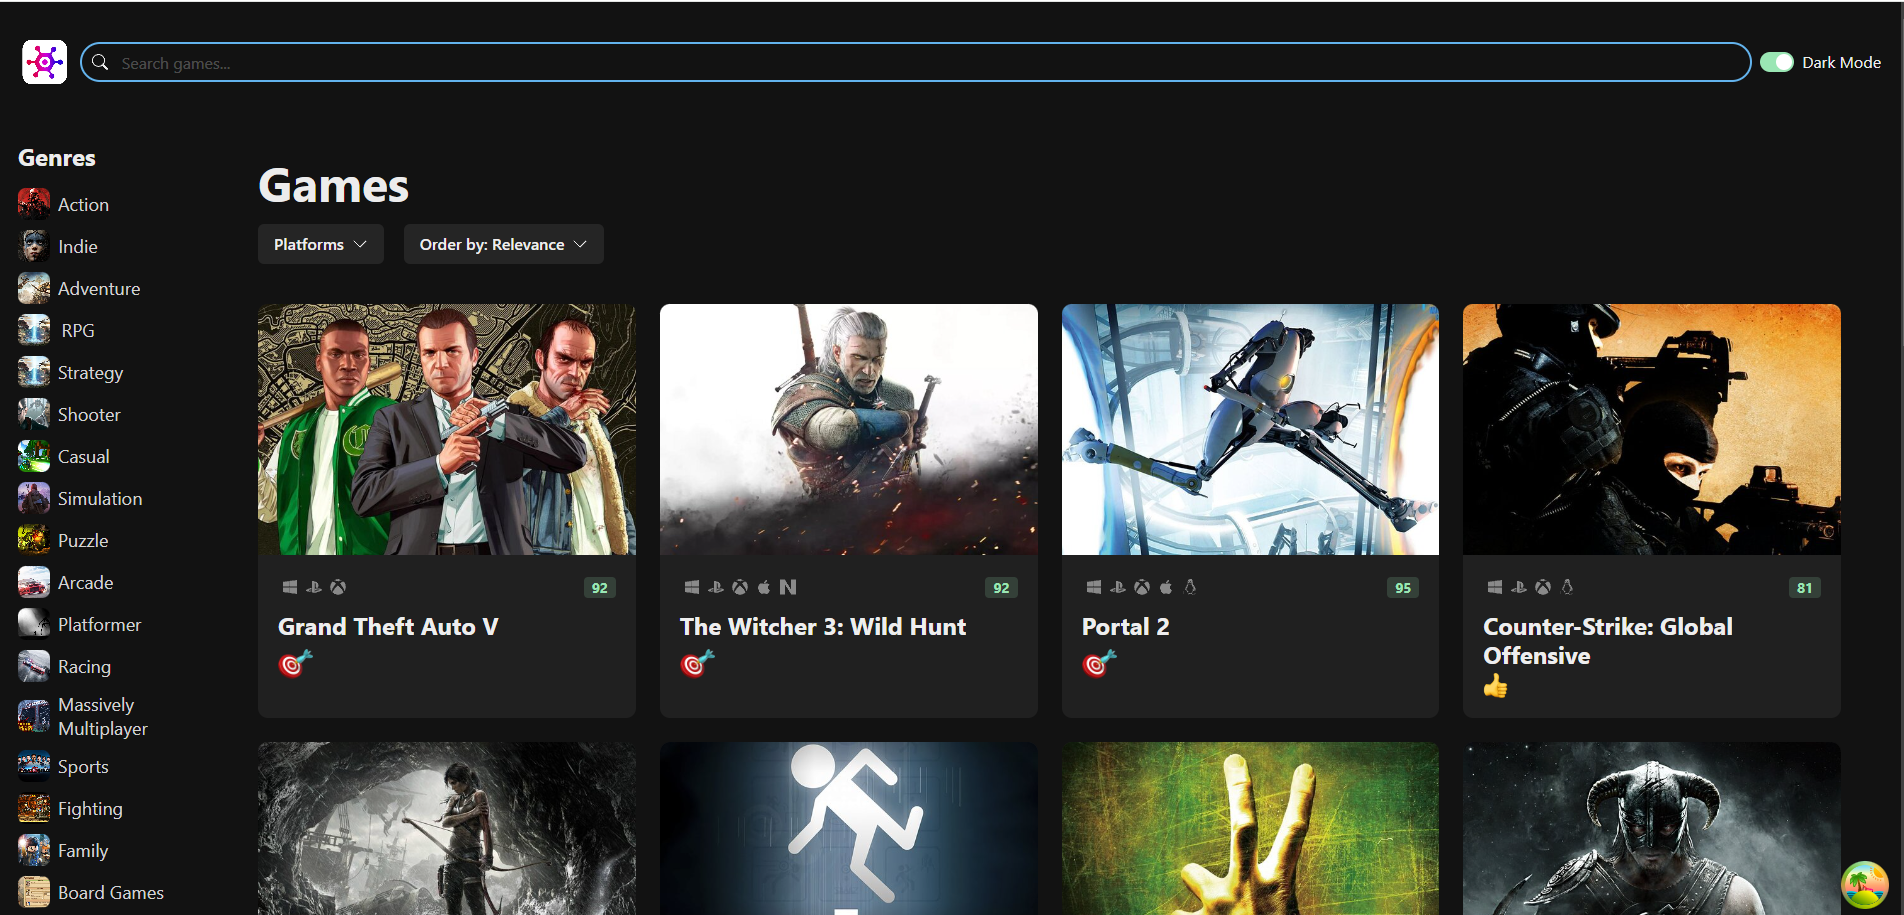 Search games...
Dark Mode
Genres
Action
Indie
Adventure
RPG
Strategy
Shooter
Casual
Simulation
Puzzle
Arcade
Platformer
Racing
Massively
Multiplayer
Sports
Fighting
Family
Board Games
Games
Platforms
Order by: Relevance
92
Grand Theft Auto V
92
The Witcher 3: Wild Hunt
95
Portal 2
81
Counter-Strike: Global
Offensive